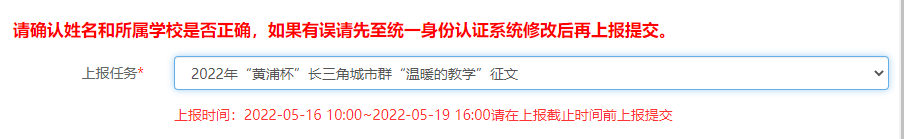 请确认姓名和所属学校是否正确，如果有误请先至统一身份认证系统修改后再上报提交。
上报任务* 2022年“黄浦杯”长三角城市群“温暖的教学”征文
上报时间：2022-05-16 10:00~2022-05-19 16:00请在上报截止时间前上报提交